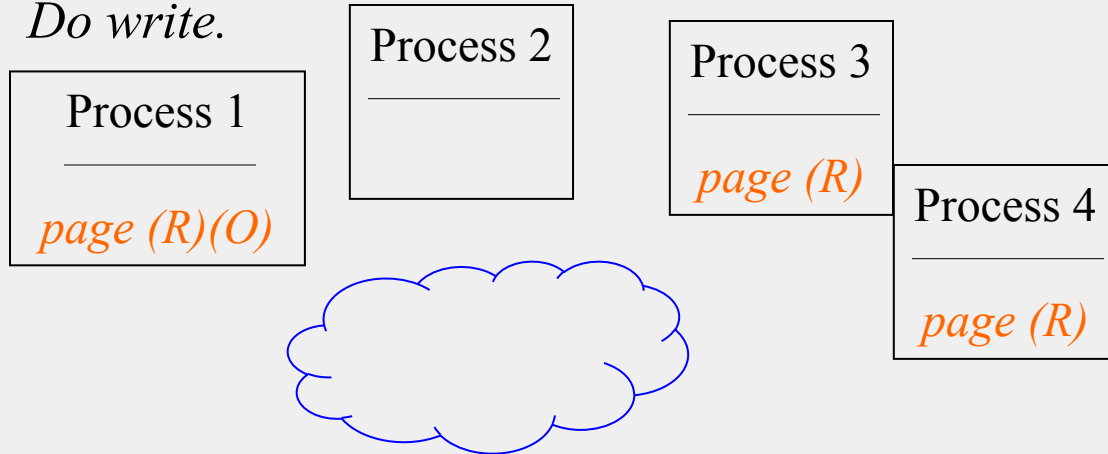 Do write.
Process 1
page (R)(O)
Process 2
Process 3
page (R)
Process 4
page (R)